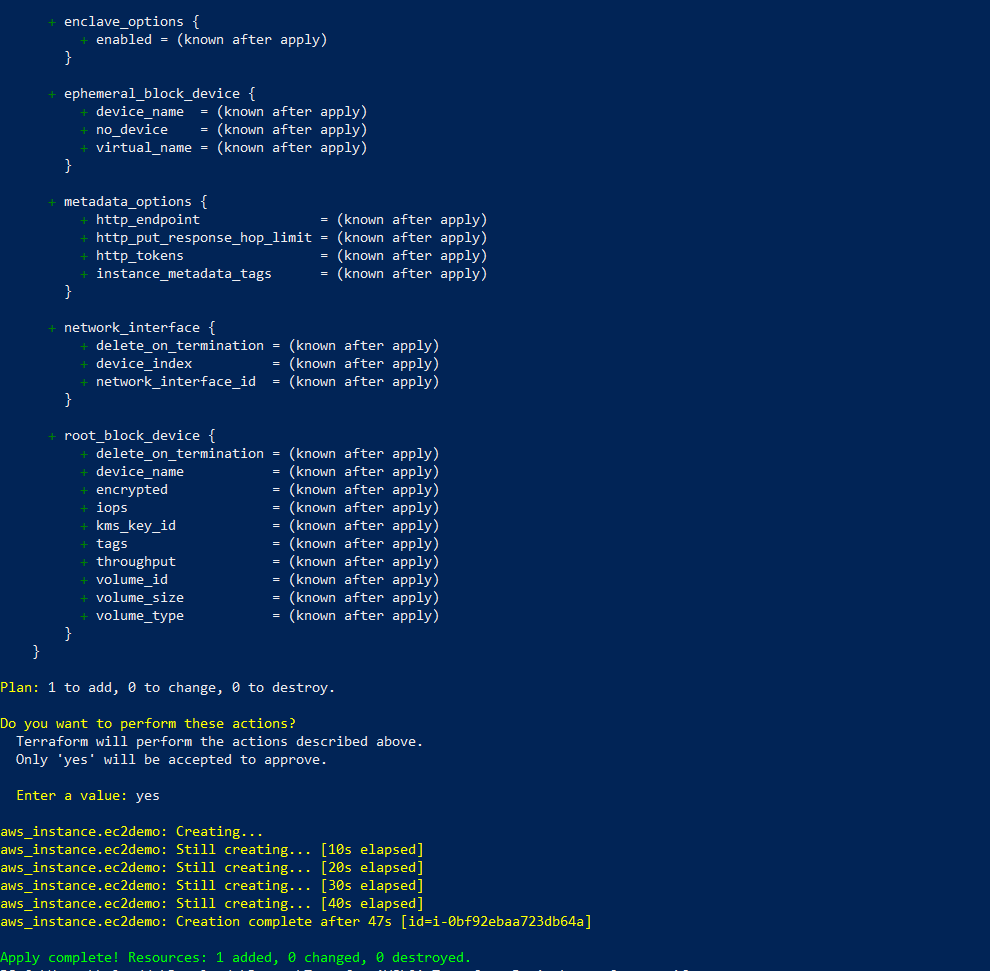 + enclave_options {
+ enabled = (known after apply)
}
+ ephemeral_block_device {
+ device_name  = (known after apply)
+ no_device    = (known after apply)
+ virtual_name = (known after apply)
}
+ metadata_options {
+ http_endpoint               = (known after apply)
+ http_put_response_hop_limit = (known after apply)
+ http_tokens                 = (known after apply)
+ instance_metadata_tags      = (known after apply)
}
+ network_interface {
+ delete_on_termination = (known after apply)
+ device_index          = (known after apply)
+ network_interface_id  = (known after apply)
}
+ root_block_device {
+ delete_on_termination = (known after apply)
+ device_name           = (known after apply)
+ encrypted             = (known after apply)
+ iops                  = (known after apply)
+ kms_key_id            = (known after apply)
+ tags                  = (known after apply)
+ throughput            = (known after apply)
+ volume_id             = (known after apply)
+ volume_size           = (known after apply)
+ volume_type           = (known after apply)
}
}
Plan: 1 to add, 0 to change, 0 to destroy.
Do you want to perform these actions?
Terraform will perform the actions described above.
Only 'yes' will be accepted to approve.
Enter a value: yes
aws_instance.ec2demo: Creating...
aws_instance.ec2demo: Still creating... [10s elapsed]
aws_instance.ec2demo: Still creating... [20s elapsed]
aws_instance.ec2demo: Still creating... [30s elapsed]
aws_instance.ec2demo: Still creating... [40s elapsed]
aws_instance.ec2demo: Creation complete after 47s [id=i-0bf92ebaa723db64a]
Apply complete! Resources: 1 added, 0 changed, 0 destroyed.